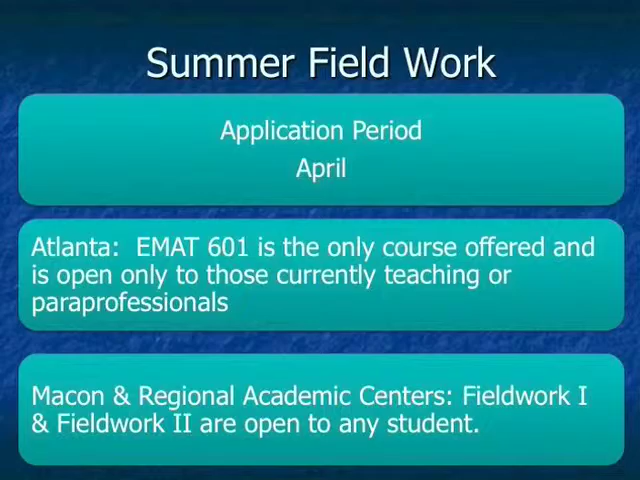 Summer Field Work
Application Period
April
Atlanta:  EMAT 601 is the only course offered and
is open only to those currently teaching or
paraprofessionals
Macon & Regional Academic Centers: Fieldwork I
& Fieldwork II are open to any student.